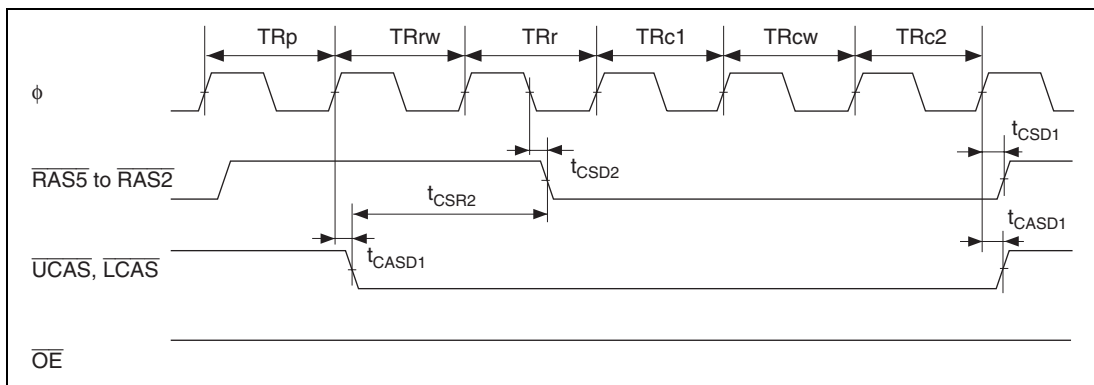 TRp TRrw TRr TRc1 TRcw TRc2
ϕ
tCSD1
RAS5 to RAS2
tCSD2
tCSR2
tCASD1
UCAS, LCAS
tCASD1
OE